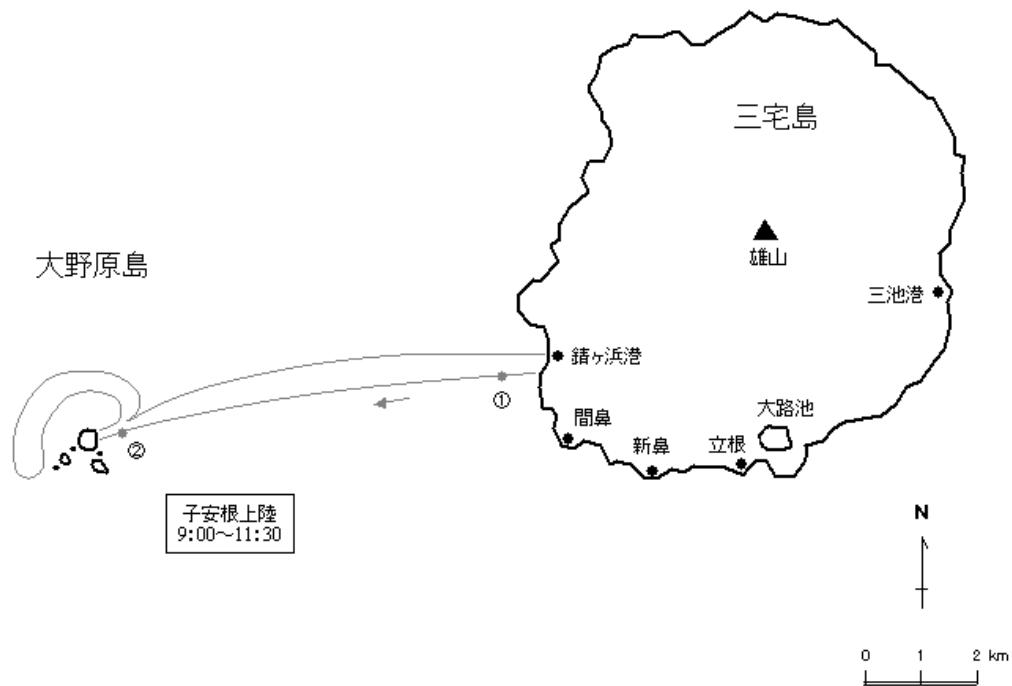 三宅島
雄山
大野原島
三池港
錆ヶ浜港
①
大路池
間鼻
新鼻
立根
②
子安根上陸
9:00～11:30
N
0 1 2 km